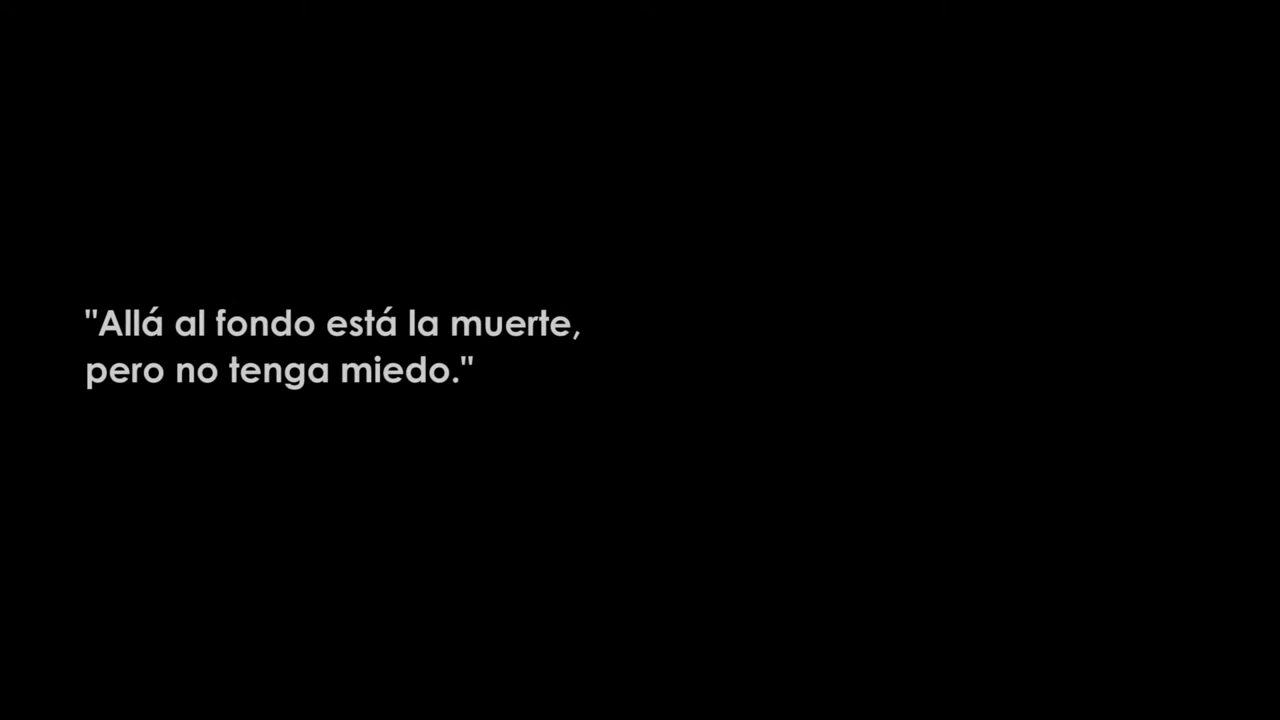 "Allá al fondo está la muerte,
pero no tenga miedo."